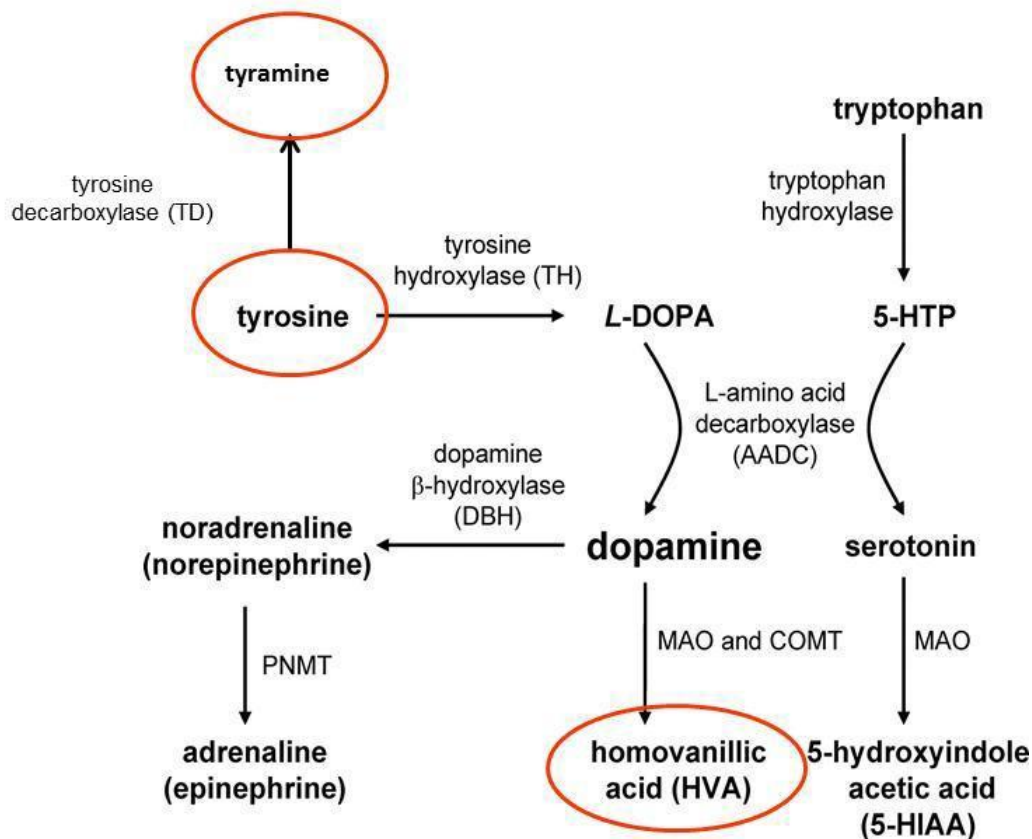 tyramine
tryptophan
tyrosine
decarboxylase (TD)
tryptophan
hydroxylase
tyrosine
hydroxylase (TH)
tyrosine
L-DOPA
5-HTP
L-amino acid
decarboxylase
(AADC)
dopamine
β-hydroxylase
(DBH)
noradrenaline
(norepinephrine)
dopamine
serotonin
PNMT
MAO and COMT
MAO
adrenaline
(epinephrine)
homovanillic
acid (HVA)
5-hydroxyindole
acetic acid
(5-HIAA)